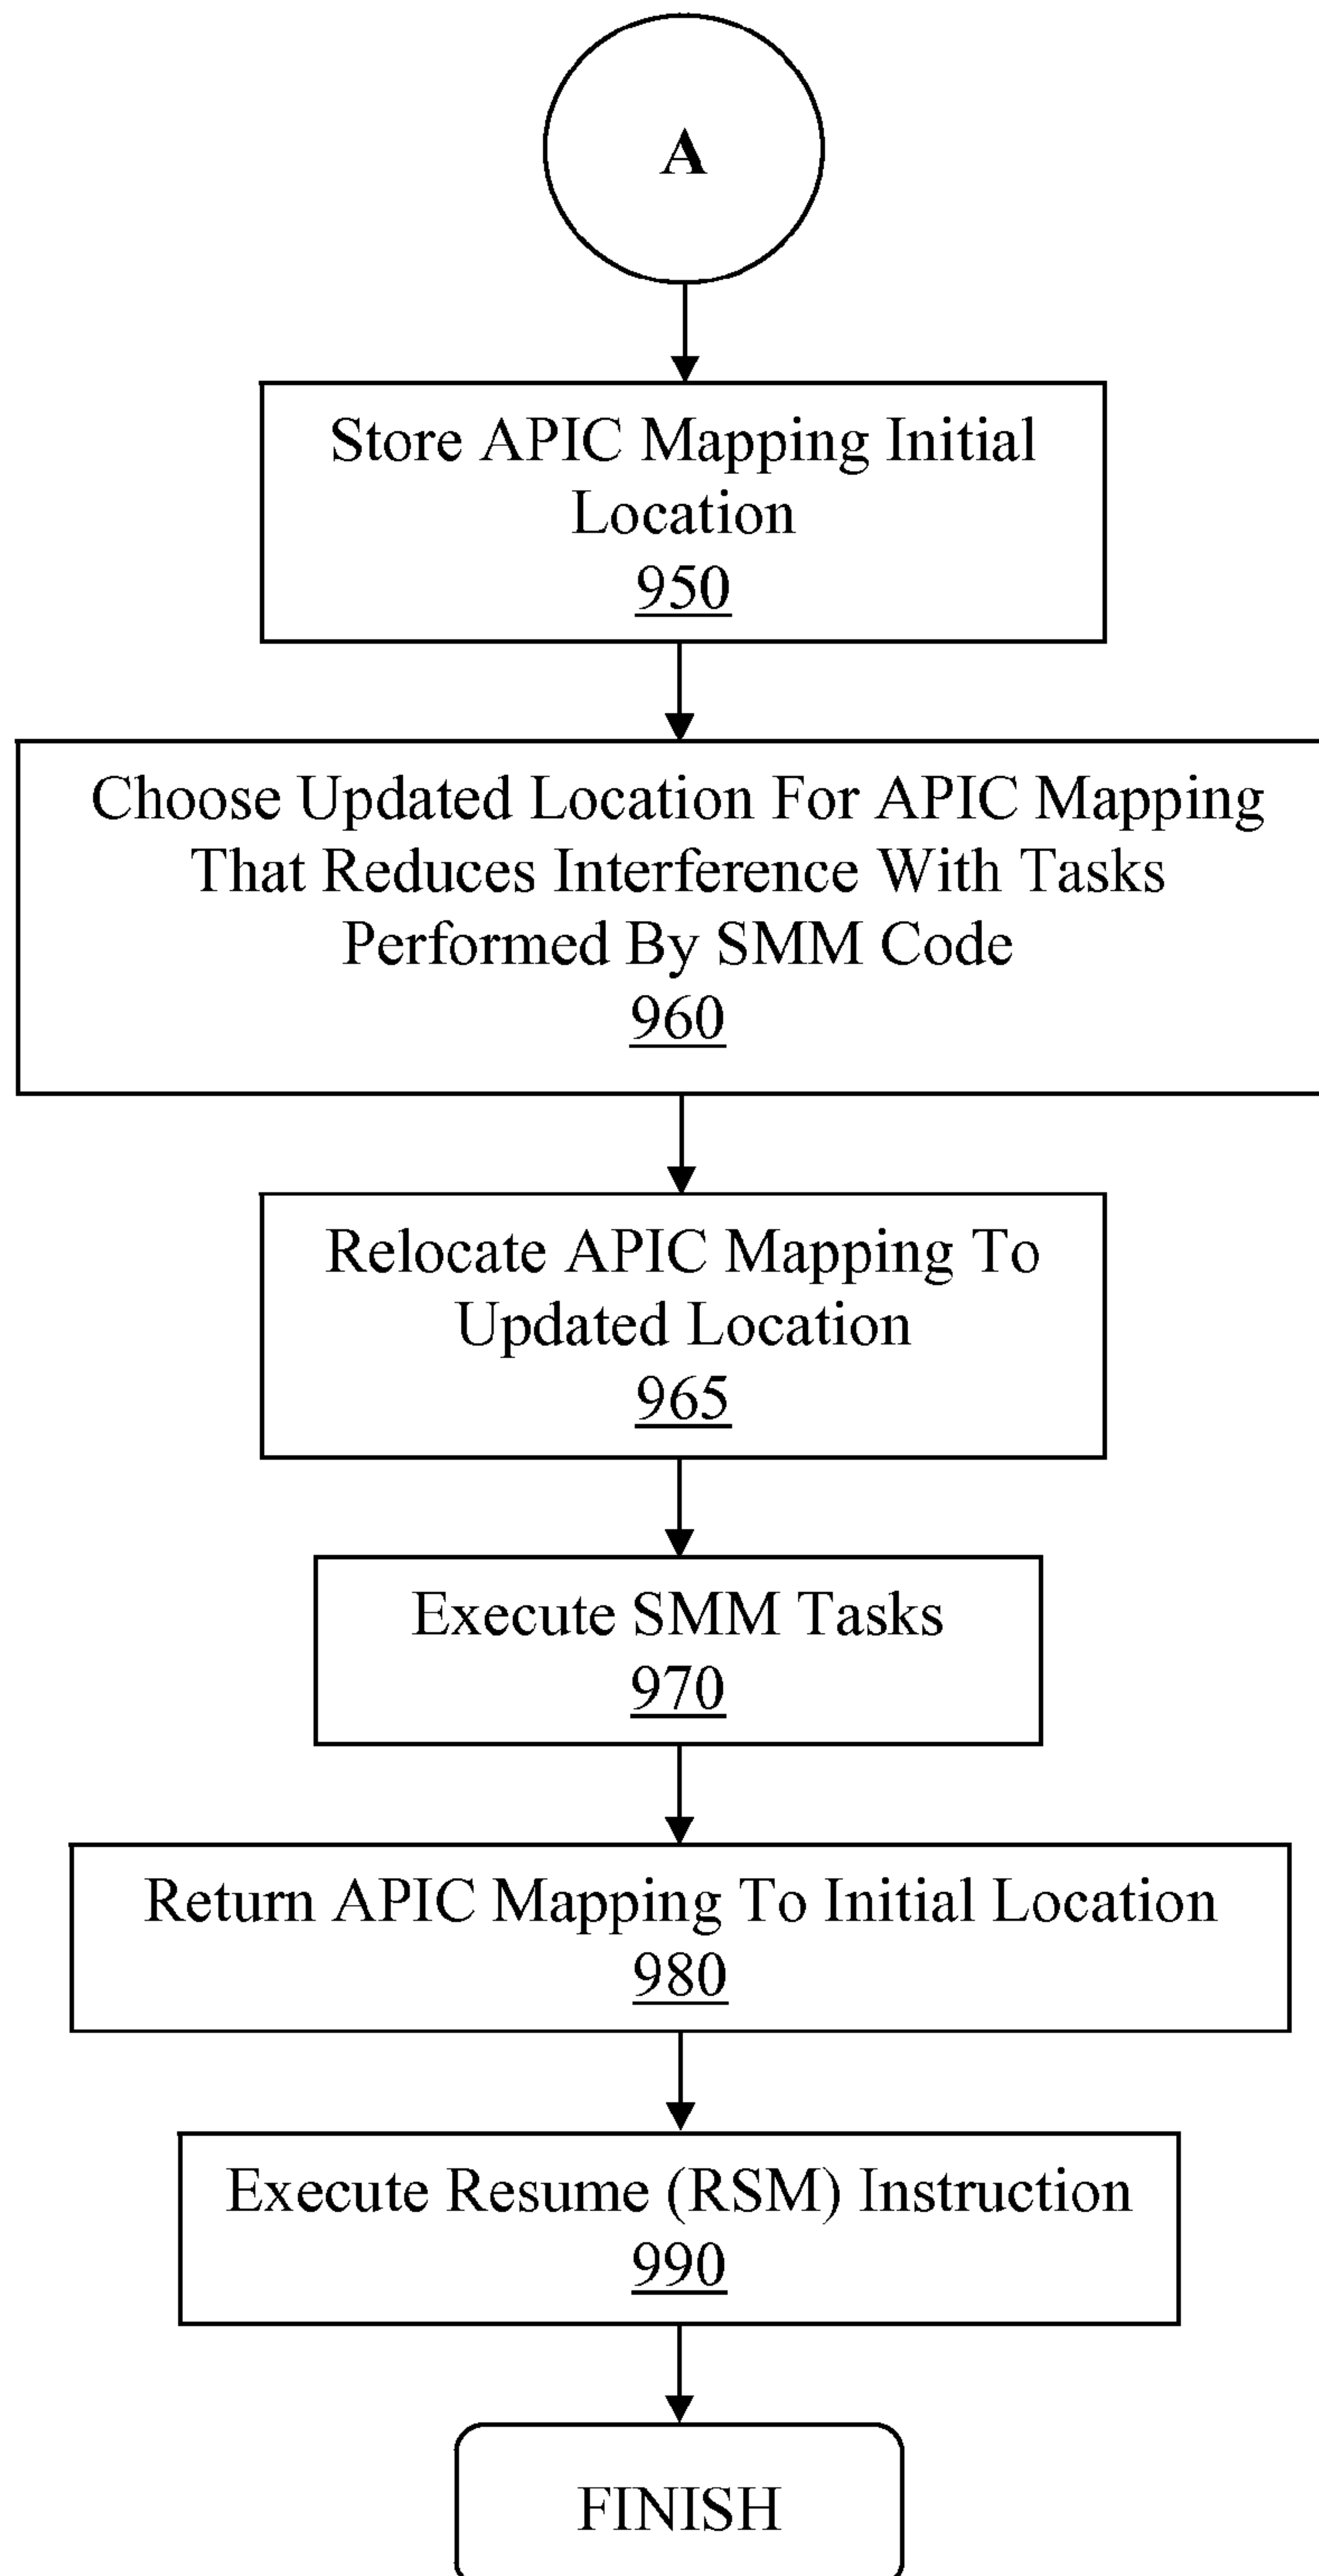 A
Store APIC Mapping Initial
Location
950
Choose Updated Location For APIC Mapping
That Reduces Interference With Tasks
Performed By SMM Code
960
Relocate APIC Mapping To
Updated Location
965
Execute SMM Tasks
970
Return APIC Mapping To Initial Location
980
Execute Resume (RSM) Instruction
990
FINISH